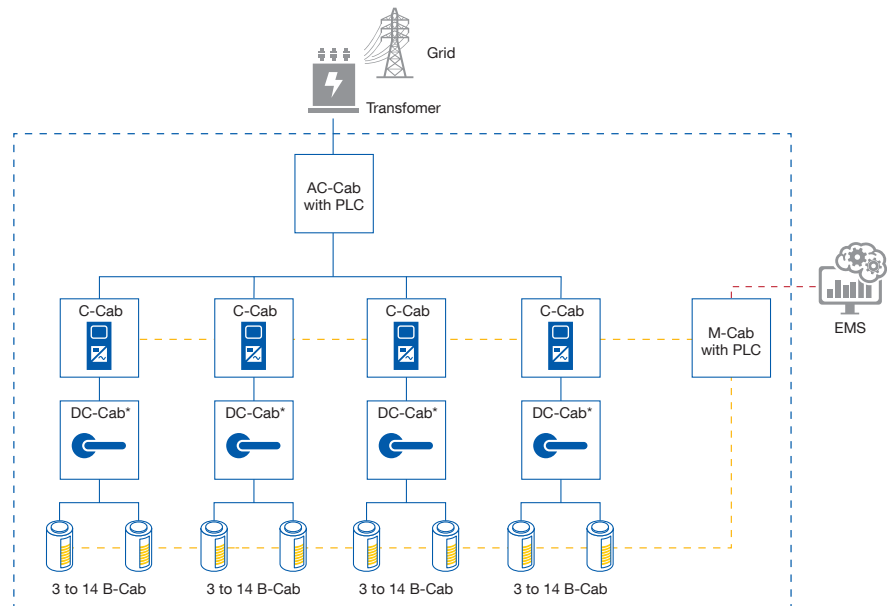 Grid
Transfomer
AC-Cab
with PLC
C-Cab
C-Cab
C-Cab
C-Cab
M-Cab
with PLC
EMS
DC-Cab*
DC-Cab*
DC-Cab*
DC-Cab*
3 to 14 B-Cab
3 to 14 B-Cab
3 to 14 B-Cab
3 to 14 B-Cab